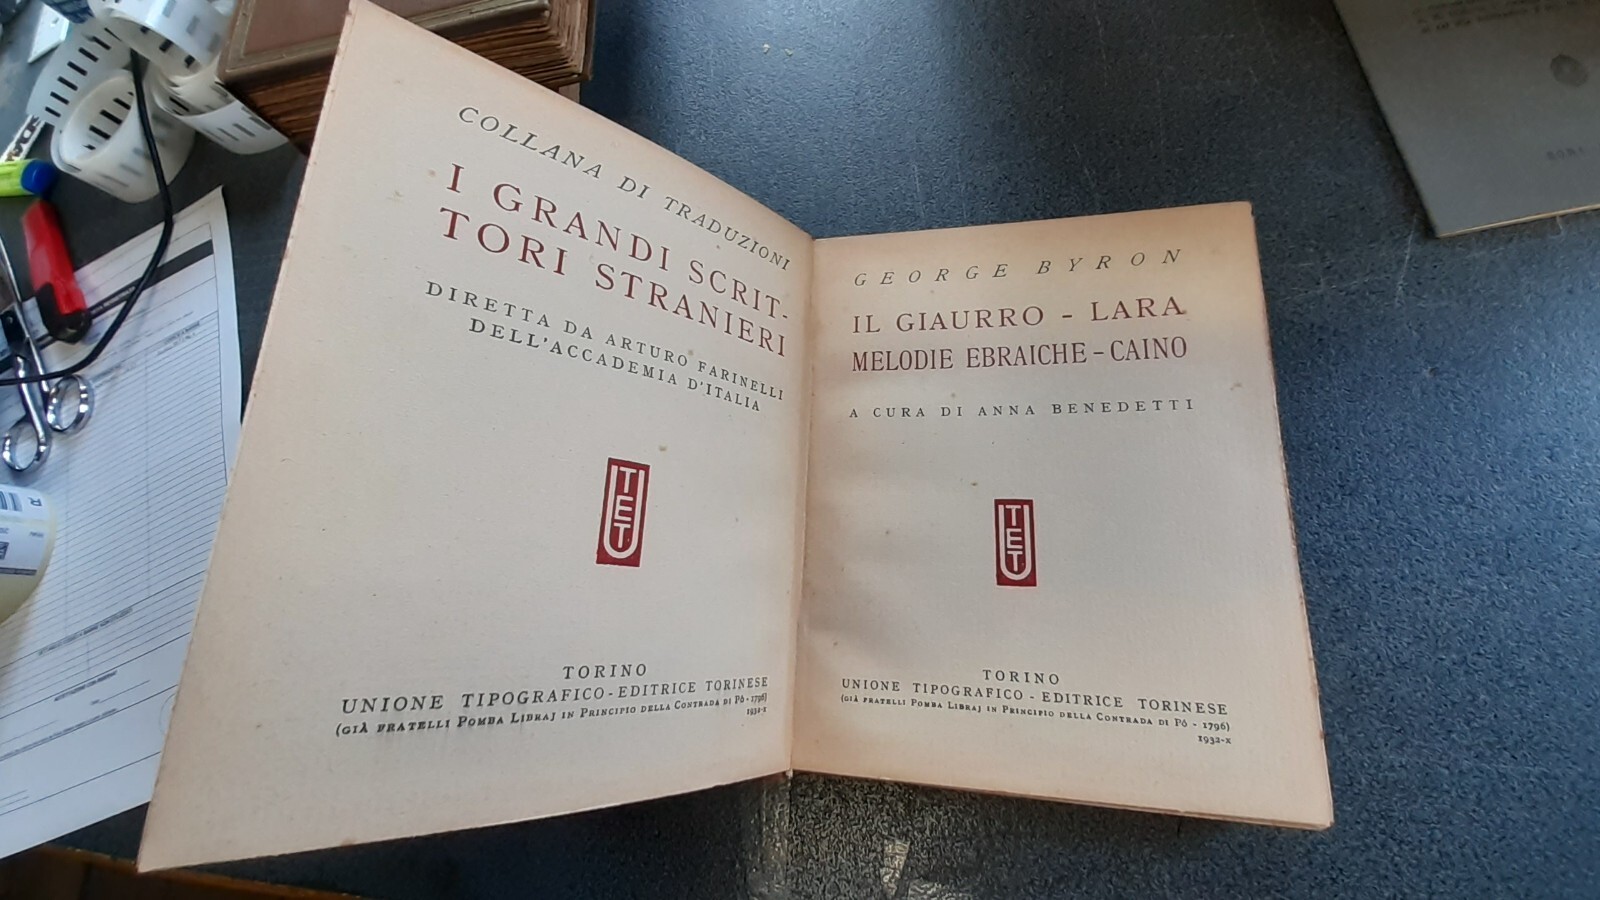 COLLANA DI TRADUZIONI
I GRANDI SCRIT-
TORI STRANIERI
DIRETTA DA ARTURO FARINELLI
DELL'ACCADEMIA D'ITALIA
UTET
TORINO
UNIONE TIPOGRAFICO-EDITRICE TORINESE
(GIÀ FRATELLI POMBA LIBRAJ IN PRINCIPIO DELLA CONTRADA DI PÒ - 1796)
1932-X
GEORGE BYRON
IL GIAURRO - LARA
MELODIE EBRAICHE - CAINO
A CURA DI ANNA BENEDETTI
UTET
TORINO
UNIONE TIPOGRAFICO - EDITRICE TORINESE
(GIÀ FRATELLI POMBA LIBRAJ IN PRINCIPIO DELLA CONTRADA DI PÒ - 1796)
1932-X
R